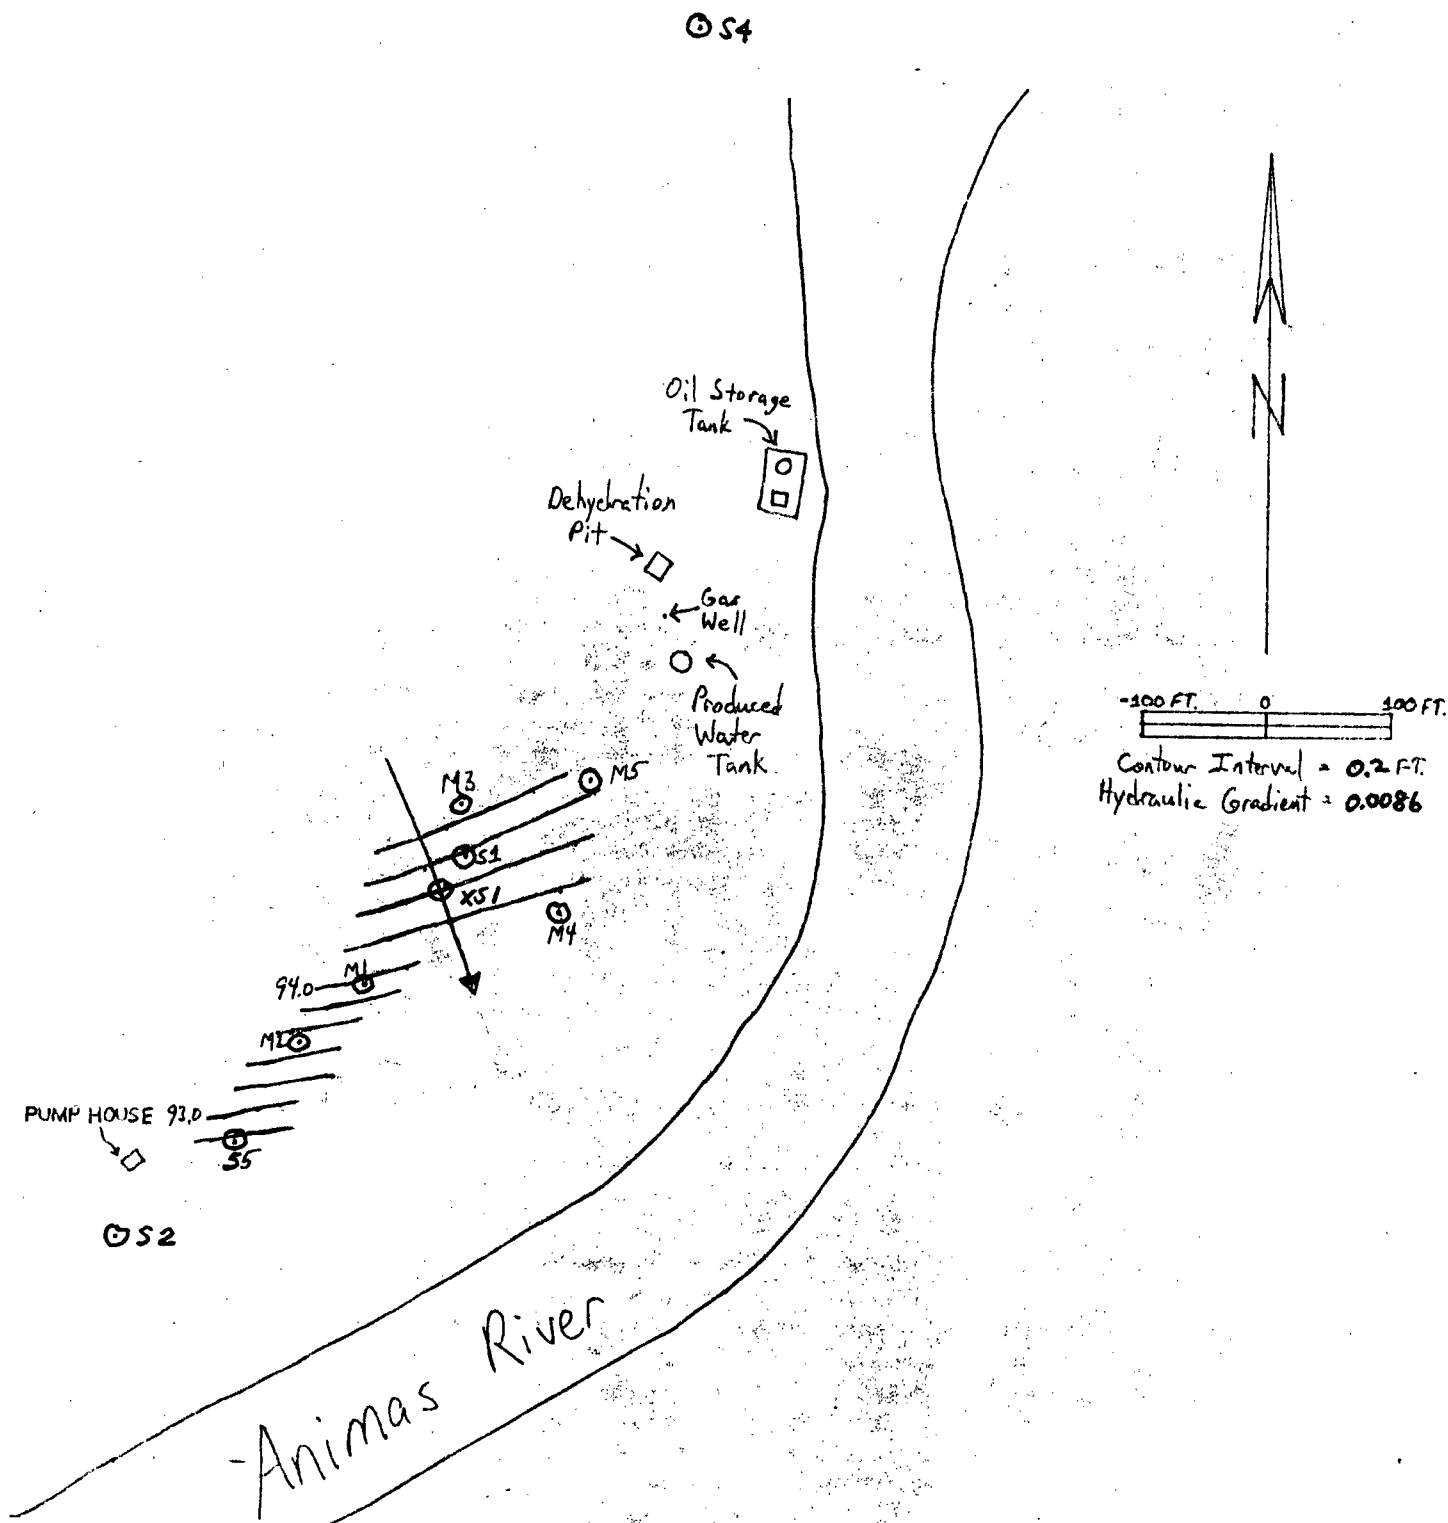 S4
Oil Storage
Tank
Dehydration
Pit
Gas
Well
Produced
Water
Tank
N
-100 FT. 0 100 FT.
Contour Interval = 0.2 FT.
Hydraulic Gradient = 0.0086
M3
M5
S1
XS1
M4
M1
94.0
M2
PUMP HOUSE 93.0
S5
S2
Animas River